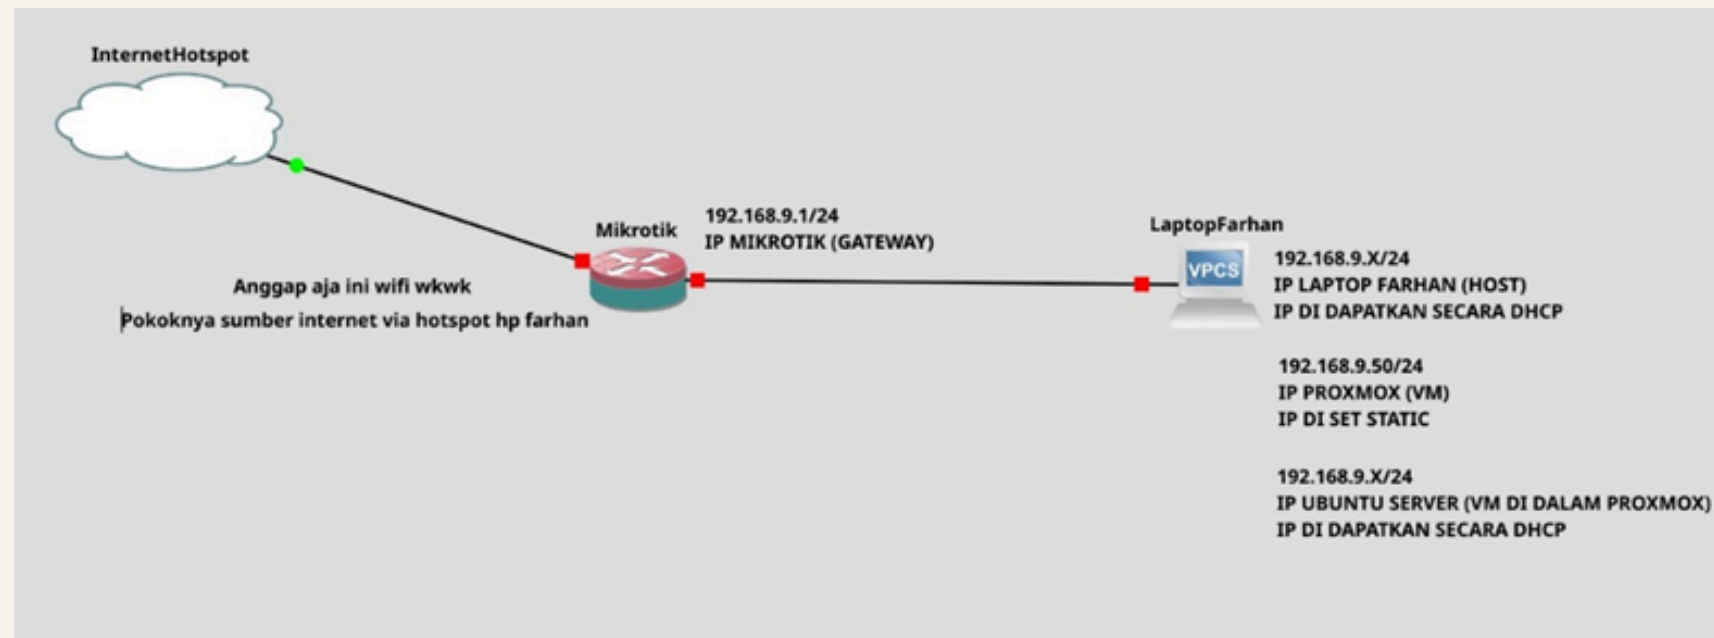 InternetHotspot
Mikrotik
192.168.9.1/24
IP MIKROTIK (GATEWAY)
Anggap aja ini wifi wkwk
Pokoknya sumber internet via hotspot hp farhan
LaptopFarhan
VPCS
192.168.9.X/24
IP LAPTOP FARHAN (HOST)
IP DI DAPATKAN SECARA DHCP
192.168.9.50/24
IP PROXMOX (VM)
IP DI SET STATIC
192.168.9.X/24
IP UBUNTU SERVER (VM DI DALAM PROXMOX)
IP DI DAPATKAN SECARA DHCP